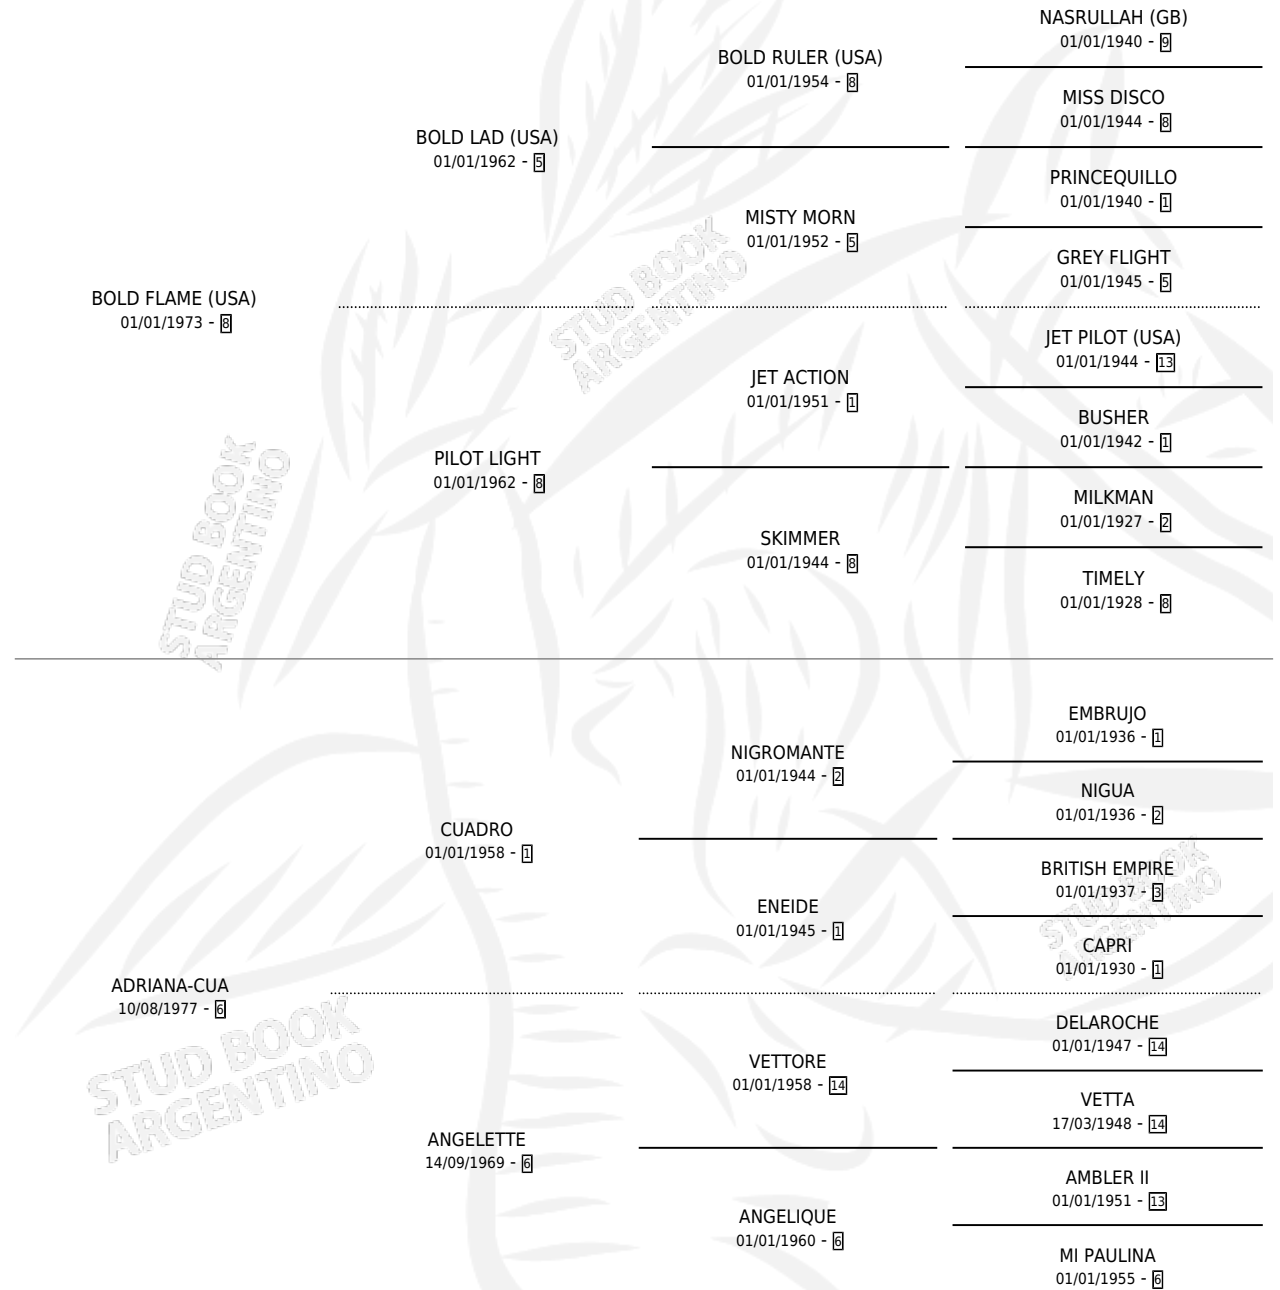 NASRULLAH (GB)
01/01/1940 - 9
BOLD RULER (USA)
01/01/1954 - 8
MISS DISCO
01/01/1944 - 8
BOLD LAD (USA)
01/01/1962 - 5
PRINCEQUILLO
01/01/1940 - 1
MISTY MORN
01/01/1952 - 5
GREY FLIGHT
01/01/1945 - 5
BOLD FLAME (USA)
01/01/1973 - 8
JET PILOT (USA)
01/01/1944 - 13
JET ACTION
01/01/1951 - 1
BUSHER
01/01/1942 - 1
PILOT LIGHT
01/01/1962 - 8
MILKMAN
01/01/1927 - 2
SKIMMER
01/01/1944 - 8
TIMELY
01/01/1928 - 8
EMBRUJO
01/01/1936 - 1
NIGROMANTE
01/01/1944 - 2
NIGUA
01/01/1936 - 2
CUADRO
01/01/1958 - 1
BRITISH EMPIRE
01/01/1937 - 3
ENEIDE
01/01/1945 - 1
CAPRI
01/01/1930 - 1
ADRIANA-CUA
10/08/1977 - 6
DELAROCHE
01/01/1947 - 14
VETTORE
01/01/1958 - 14
VETTA
17/03/1948 - 14
ANGELETTE
14/09/1969 - 6
AMBLER II
01/01/1951 - 13
ANGELIQUE
01/01/1960 - 6
MI PAULINA
01/01/1955 - 6
STUD BOOK
ARGENTINO
STUD BOOK
ARGENTINO
STUD BOOK
ARGENTINO
STUD BOOK
ARGENTINO